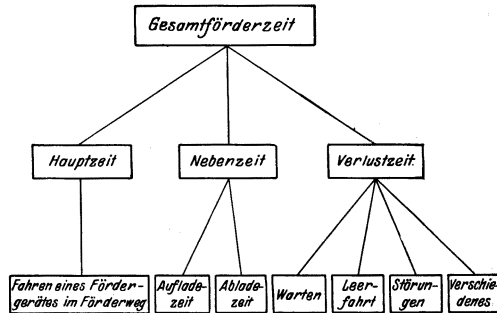 Gesamtförderzeit
Hauptzeit
Nebenzeit
Verlustzeit
Fahren eines Förder-
gerätes im Förderweg
Auflade-
zeit
Ablade-
zeit
Warten
Leer-
fahrt
Störun-
gen
Verschie-
denes